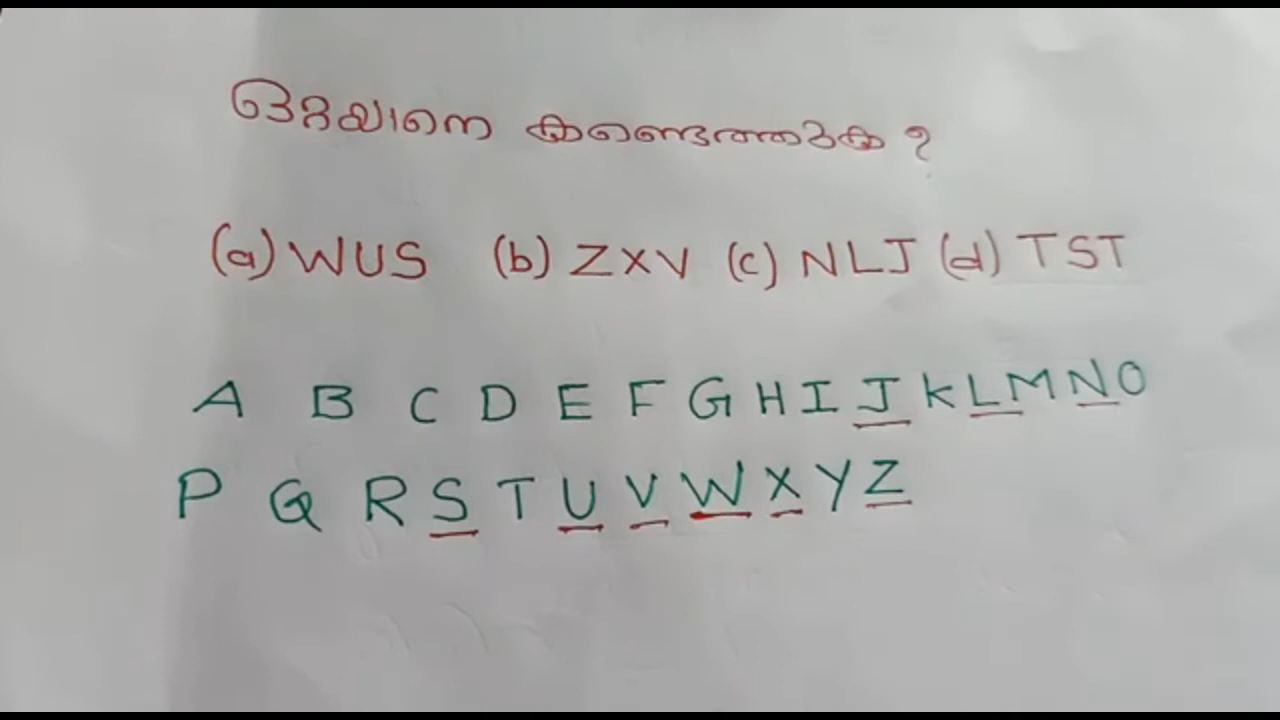 ഒറ്റയാനെ കണ്ടെത്തുക ?
(a) WUS (b) ZXV (c) NLJ (d) TST
A B C D E F G H I J K L M N O
P Q R S T U V W X Y Z